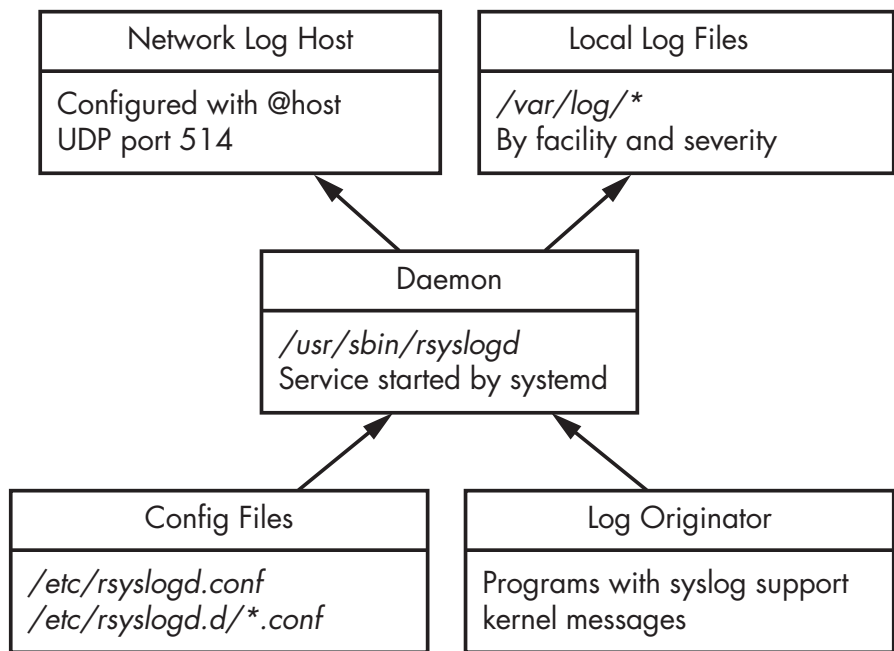 Network Log Host
Configured with @host
UDP port 514
Local Log Files
/var/log/*
By facility and severity
Daemon
/usr/sbin/rsyslogd
Service started by systemd
Config Files
/etc/rsyslogd.conf
/etc/rsyslogd.d/*.conf
Log Originator
Programs with syslog support
kernel messages